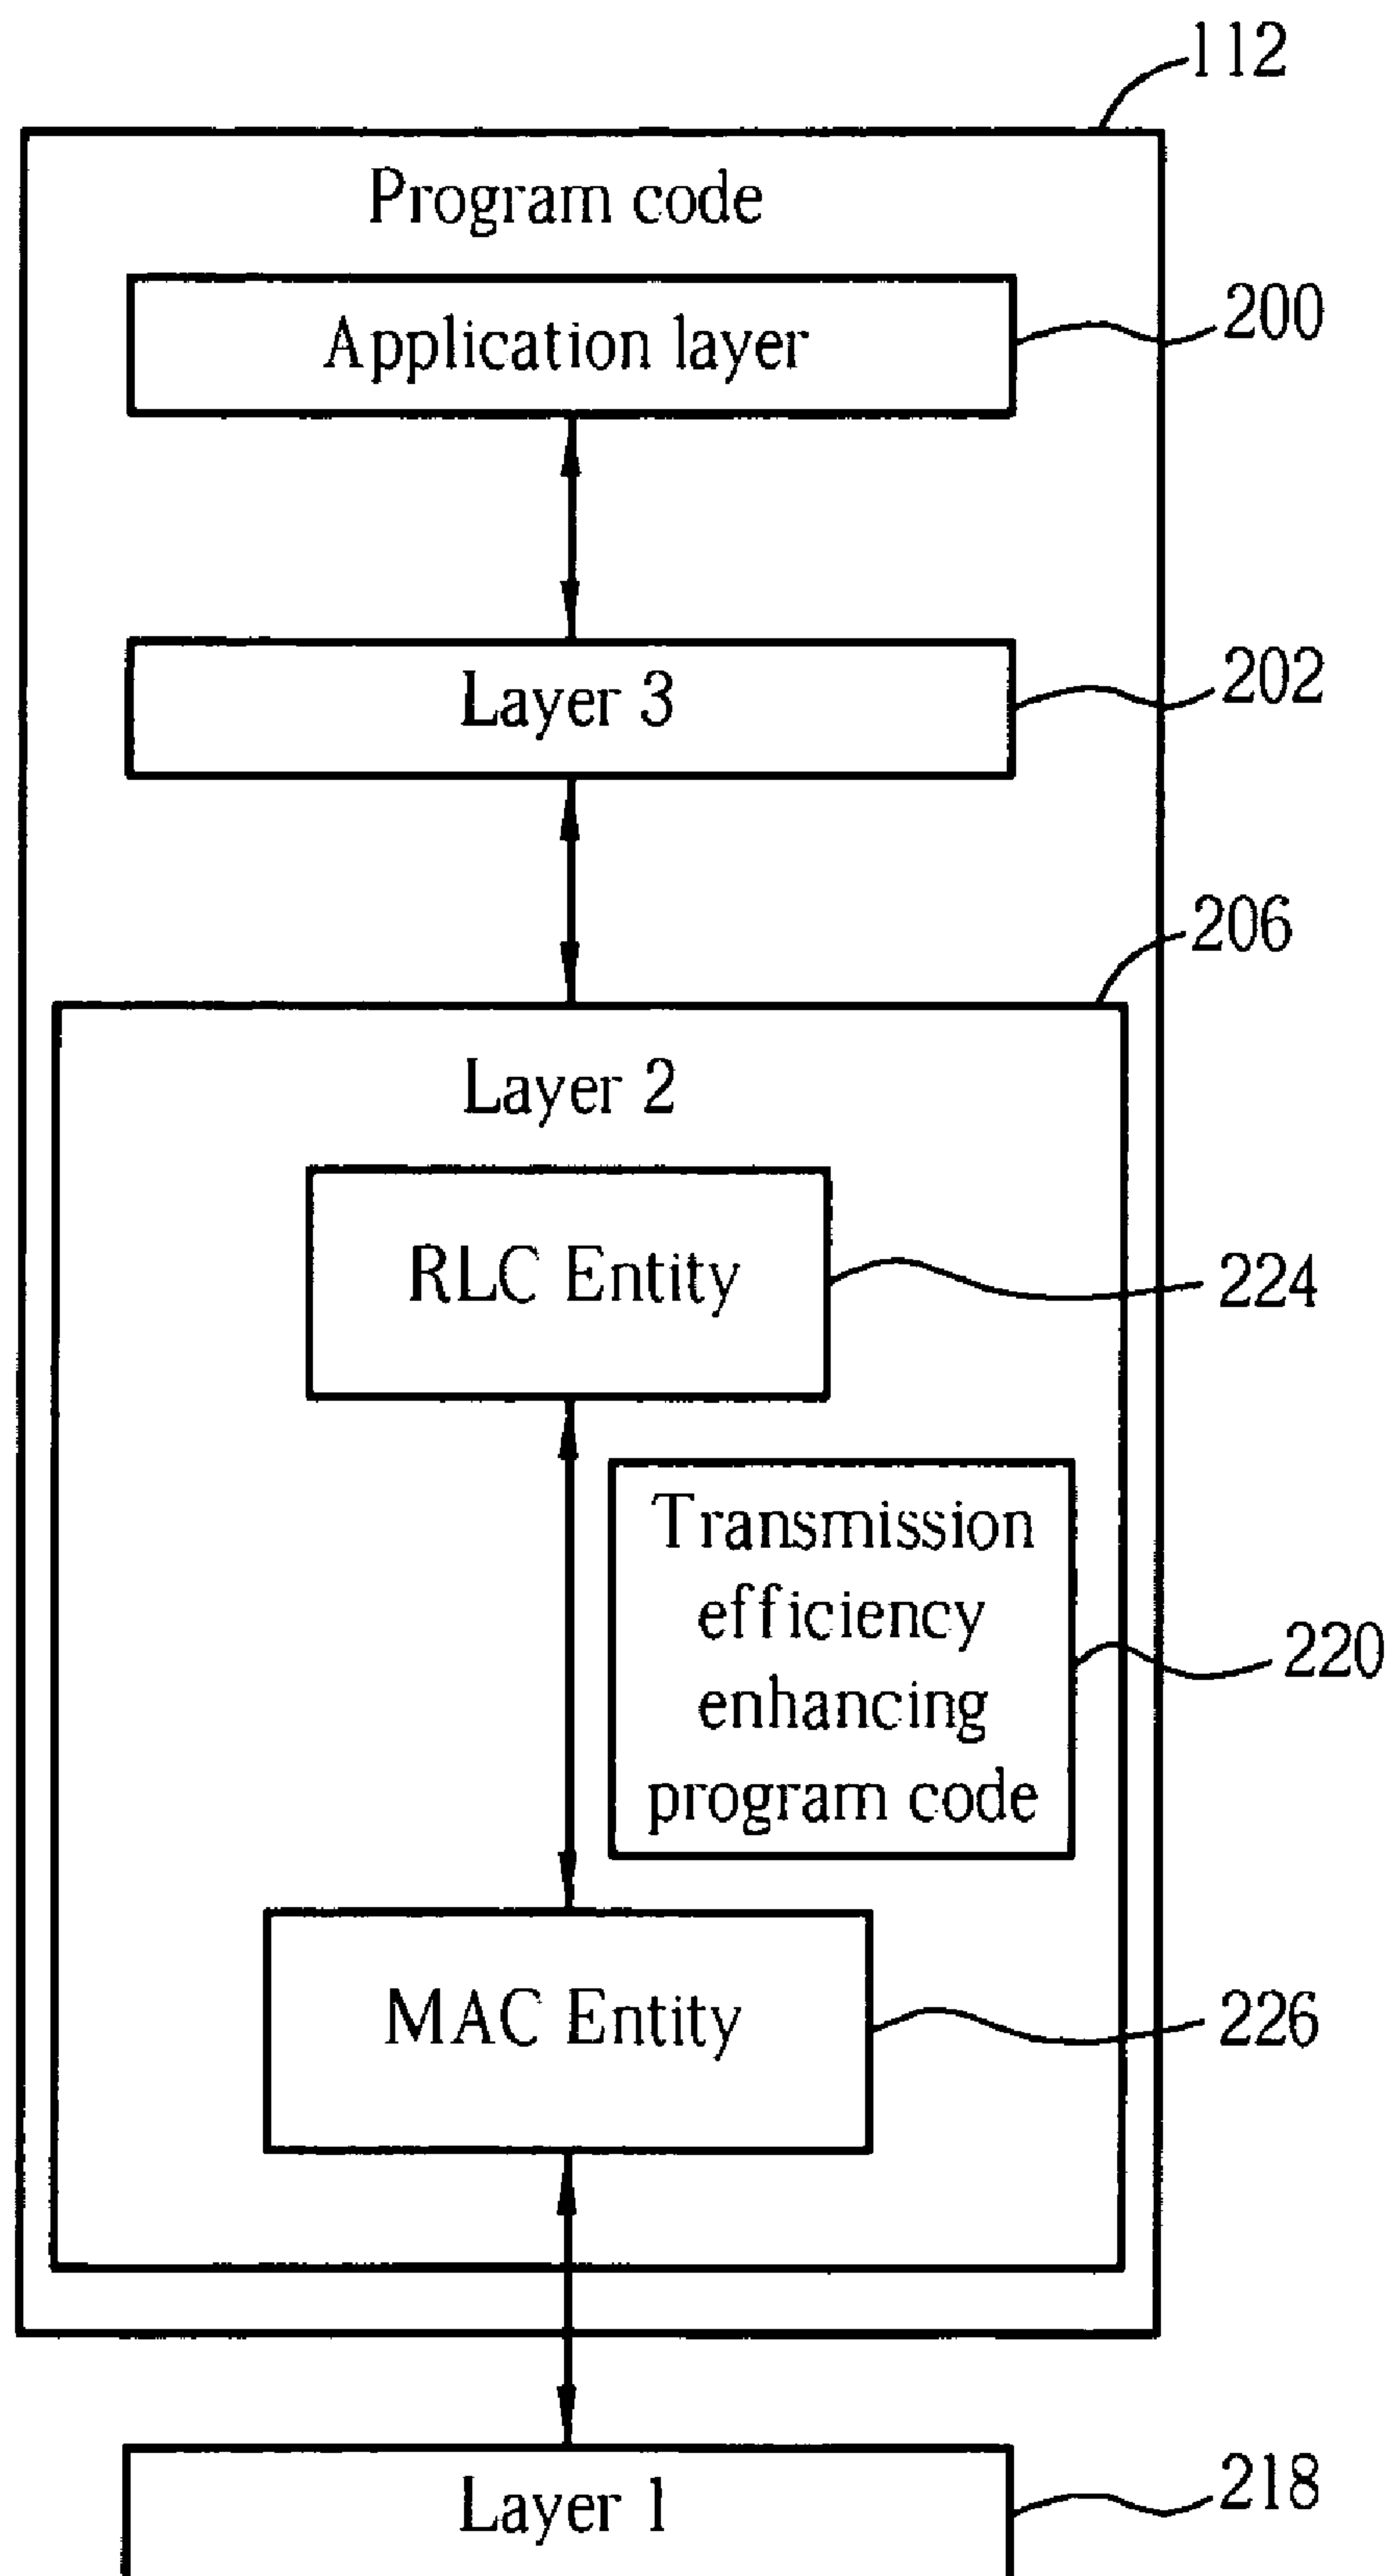 112
Program code
Application layer
200
Layer 3
202
206
Layer 2
RLC Entity
224
Transmission
efficiency
enhancing
program code
220
MAC Entity
226
Layer 1
218